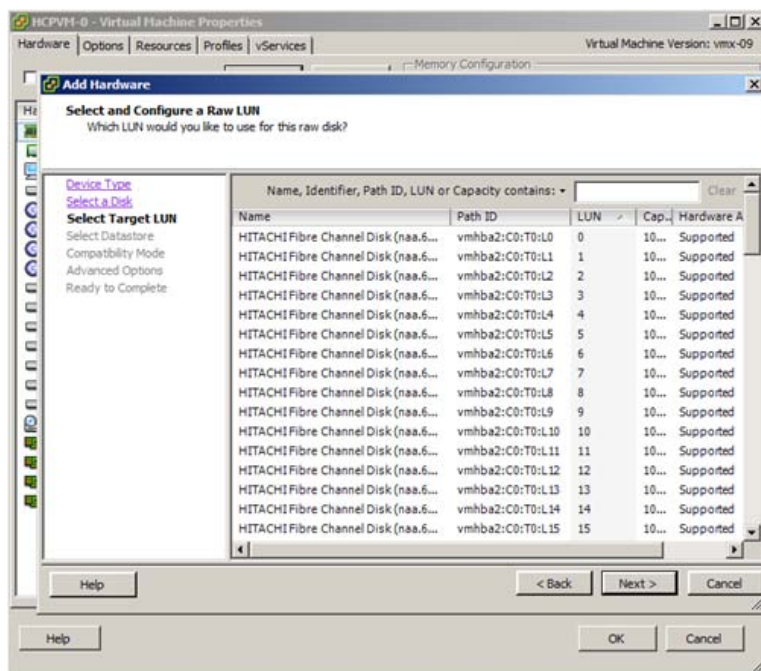 HCPVM-0 - Virtual Machine Properties
Hardware Options Resources Profiles vServices Virtual Machine Version: vmx-09
Memory Configuration
Add Hardware
Select and Configure a Raw LUN
Which LUN would you like to use for this raw disk?
Device Type
Select a Disk
Select Target LUN
Select Datastore
Compatibility Mode
Advanced Options
Ready to Complete
Name, Identifier, Path ID, LUN or Capacity contains: Clear
Name Path ID LUN Cap... Hardware A
HITACHI Fibre Channel Disk (naa.6... vmhba2:C0:T0:L0 0 10... Supported
HITACHI Fibre Channel Disk (naa.6... vmhba2:C0:T0:L1 1 10... Supported
HITACHI Fibre Channel Disk (naa.6... vmhba2:C0:T0:L2 2 10... Supported
HITACHI Fibre Channel Disk (naa.6... vmhba2:C0:T0:L3 3 10... Supported
HITACHI Fibre Channel Disk (naa.6... vmhba2:C0:T0:L4 4 10... Supported
HITACHI Fibre Channel Disk (naa.6... vmhba2:C0:T0:L5 5 10... Supported
HITACHI Fibre Channel Disk (naa.6... vmhba2:C0:T0:L6 6 10... Supported
HITACHI Fibre Channel Disk (naa.6... vmhba2:C0:T0:L7 7 10... Supported
HITACHI Fibre Channel Disk (naa.6... vmhba2:C0:T0:L8 8 10... Supported
HITACHI Fibre Channel Disk (naa.6... vmhba2:C0:T0:L9 9 10... Supported
HITACHI Fibre Channel Disk (naa.6... vmhba2:C0:T0:L10 10 10... Supported
HITACHI Fibre Channel Disk (naa.6... vmhba2:C0:T0:L11 11 10... Supported
HITACHI Fibre Channel Disk (naa.6... vmhba2:C0:T0:L12 12 10... Supported
HITACHI Fibre Channel Disk (naa.6... vmhba2:C0:T0:L13 13 10... Supported
HITACHI Fibre Channel Disk (naa.6... vmhba2:C0:T0:L14 14 10... Supported
HITACHI Fibre Channel Disk (naa.6... vmhba2:C0:T0:L15 15 10... Supported
Help < Back Next > Cancel
Help OK Cancel